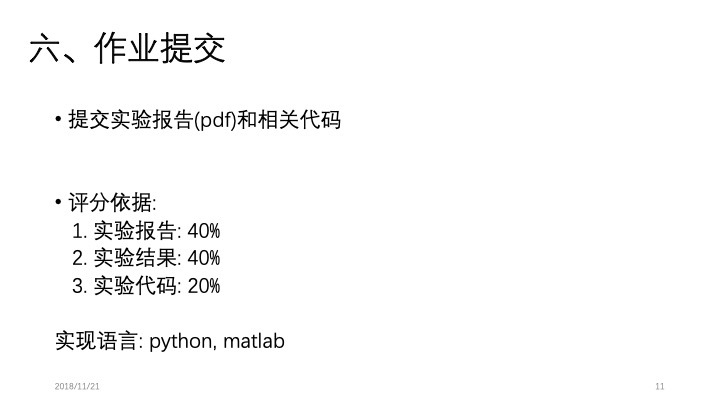 六、作业提交
• 提交实验报告(pdf)和相关代码
• 评分依据:
1. 实验报告: 40%
2. 实验结果: 40%
3. 实验代码: 20%
实现语言: python, matlab
2018/11/21
11